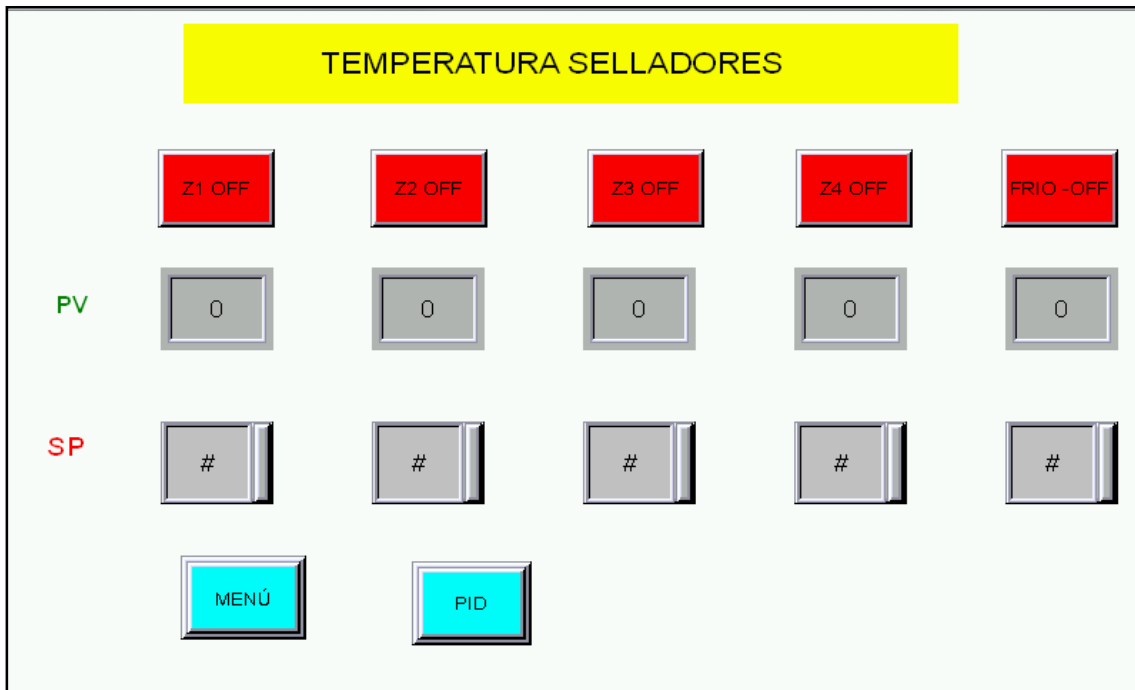 TEMPERATURA SELLADORES
Z1 OFF Z2 OFF Z3 OFF Z4 OFF FRIO -OFF
PV 0 0 0 0 0
SP # # # # #
MENÚ PID